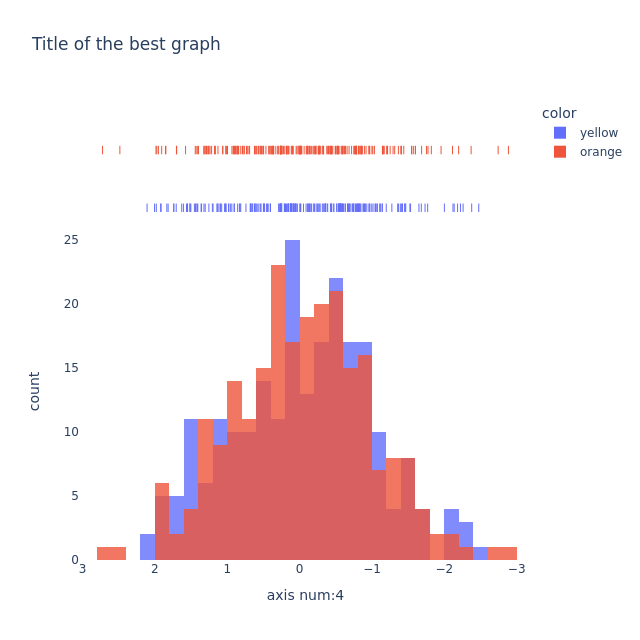 Title of the best graph
color
yellow
orange
25
20
15
10
5
0
count
3 2 1 0 −1 −2 −3
axis num:4